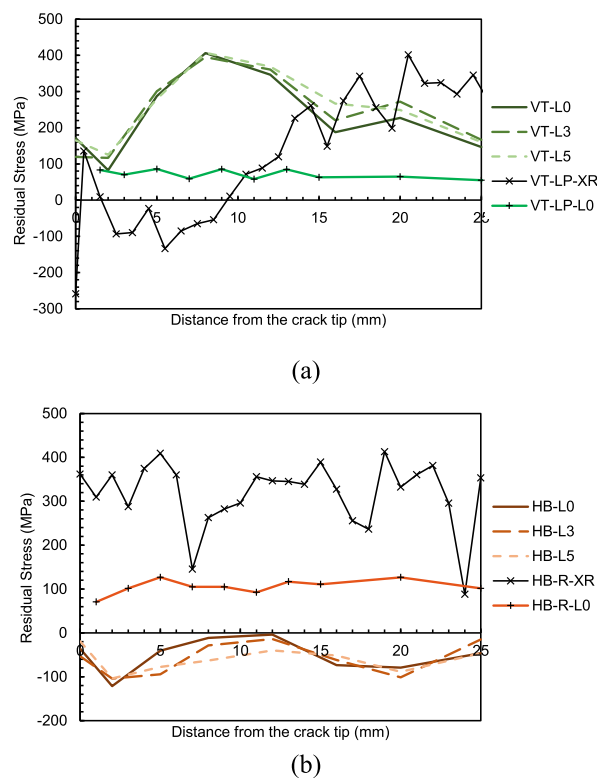 500
400
300
200
100
0
-100
-200
-300
0 5 10 15 20 25
Residual Stress (MPa)
Distance from the crack tip (mm)
VT-L0
VT-L3
VT-L5
VT-LP-XR
VT-LP-L0
(a)
500
400
300
200
100
0
-100
-200
0 5 10 15 20 25
Residual Stress (MPa)
Distance from the crack tip (mm)
HB-L0
HB-L3
HB-L5
HB-R-XR
HB-R-L0
(b)